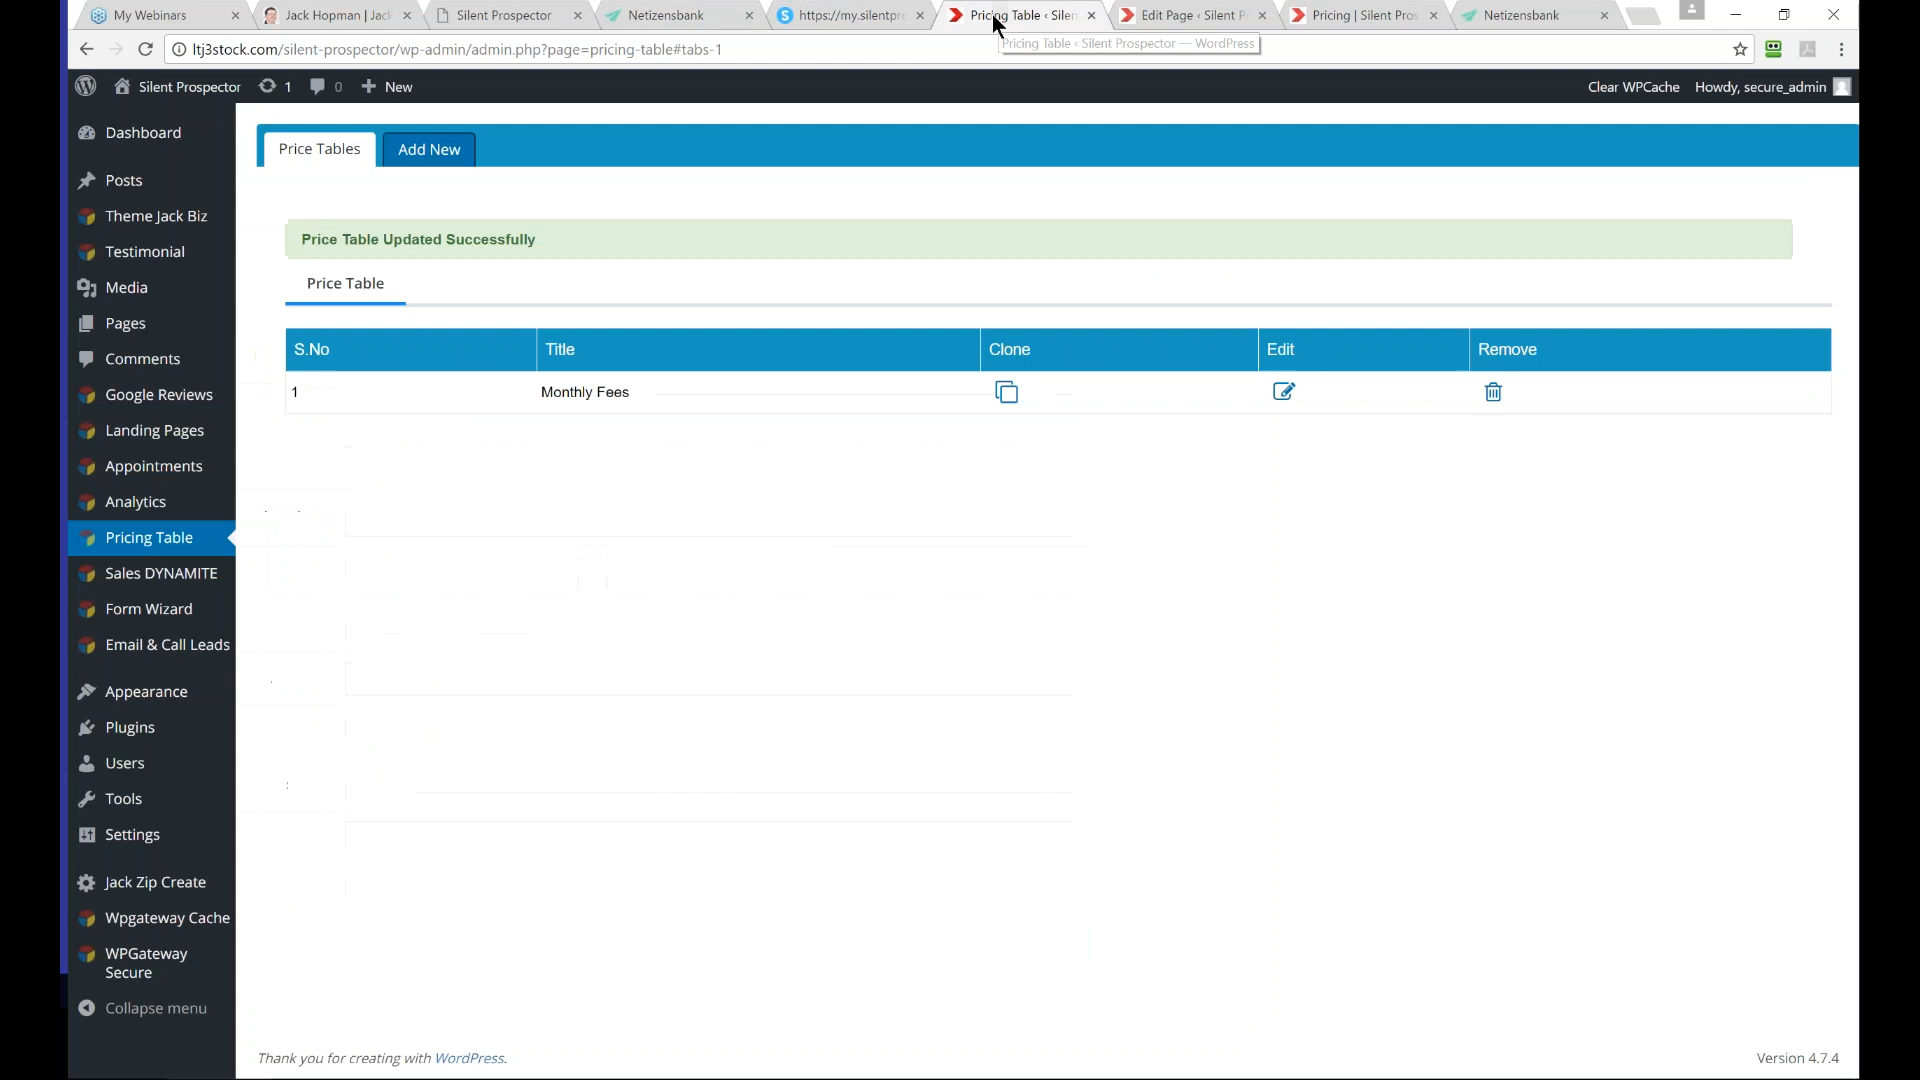 My Webinars
Jack Hopman | Jack
Silent Prospector
Netizensbank
https://my.silentpr
Pricing Table ‹ Silen
Edit Page ‹ Silent P
Pricing | Silent Pros
Netizensbank
ltj3stock.com/silent-prospector/wp-admin/admin.php?page=pricing-table#tabs-1
Pricing Table ‹ Silent Prospector — WordPress
Silent Prospector
1
0
New
Clear WPCache
Howdy, secure_admin
Dashboard
Posts
Theme Jack Biz
Testimonial
Media
Pages
Comments
Google Reviews
Landing Pages
Appointments
Analytics
Pricing Table
Sales DYNAMITE
Form Wizard
Email & Call Leads
Appearance
Plugins
Users
Tools
Settings
Jack Zip Create
Wpgateway Cache
WPGateway
Secure
Collapse menu
Price Tables
Add New
Price Table Updated Successfully
Price Table
S.No Title Clone Edit Remove
1 Monthly Fees
Thank you for creating with WordPress.
Version 4.7.4